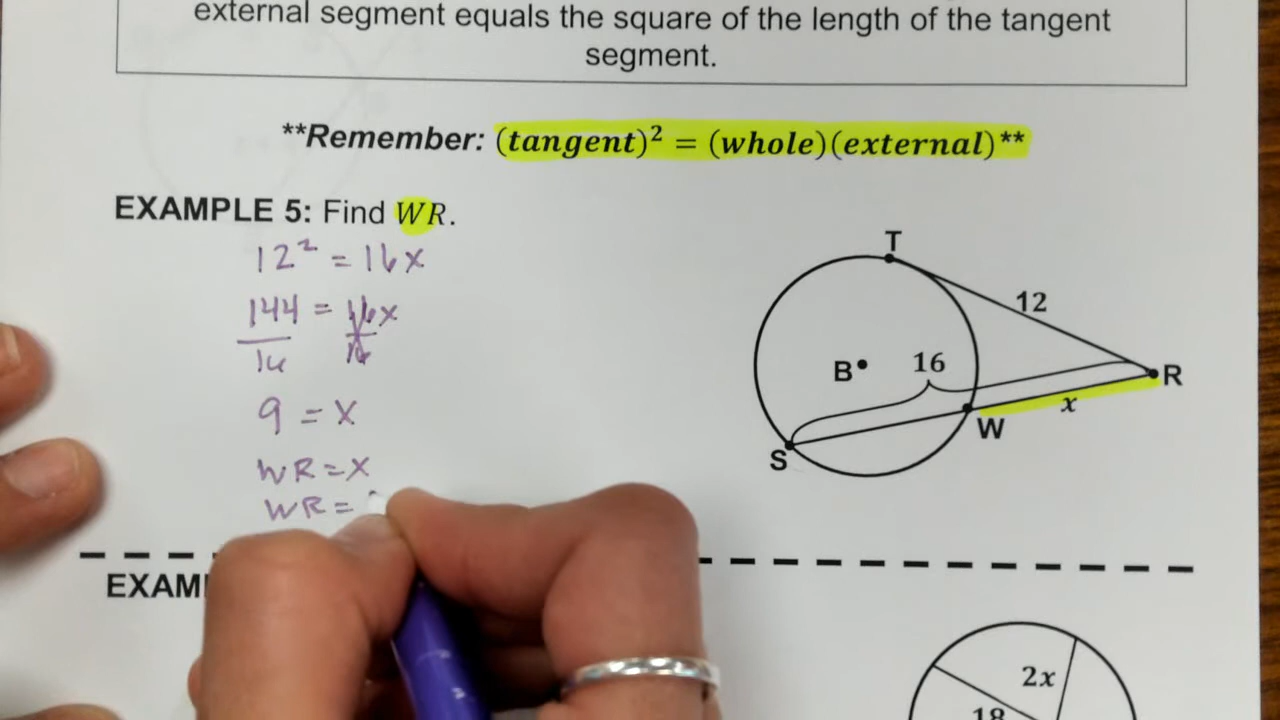 external segment equals the square of the length of the tangent
segment.
**Remember: (tangent)² = (whole)(external)**
EXAMPLE 5: Find WR.
12² = 16x
144 = 16x
16 16
9 = x
WR = x
WR =
T
12
B
16
R
x
W
S
EXAM
2x
18